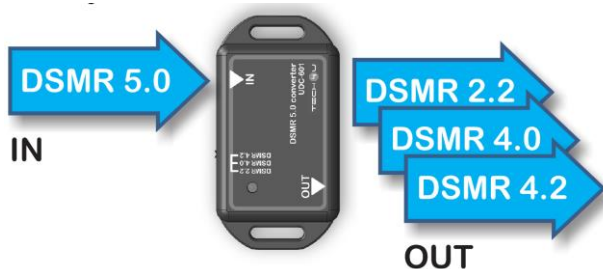 DSMR 5.0
IN
IN
DSMR 5.0 converter
UDC-601
TECH4U
DSMR 2.2
DSMR 4.0
DSMR 4.2
OUT
DSMR 2.2
DSMR 4.0
DSMR 4.2
OUT